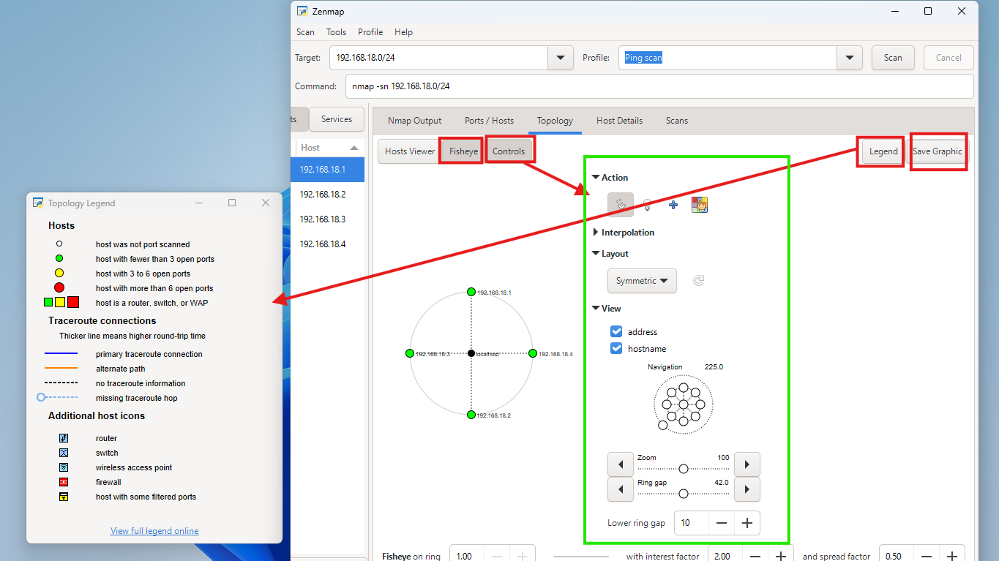 Zenmap
Scan Tools Profile Help
Target: 192.168.18.0/24 Profile: Ping scan Scan Cancel
Command: nmap -sn 192.168.18.0/24
ts Services
Host
192.168.18.1
192.168.18.2
192.168.18.3
192.168.18.4
Nmap Output Ports / Hosts Topology Host Details Scans
Hosts Viewer Fisheye Controls Legend Save Graphic
192.168.18.1
192.168.18.3 localhost 192.168.18.4
192.168.18.2
Action
Interpolation
Layout
Symmetric
View
address
hostname
Navigation 225.0
Zoom 100
Ring gap 42.0
Lower ring gap 10
Fisheye on ring 1.00 with interest factor 2.00 and spread factor 0.50
Topology Legend
Hosts
host was not port scanned
host with fewer than 3 open ports
host with 3 to 6 open ports
host with more than 6 open ports
host is a router, switch, or WAP
Traceroute connections
Thicker line means higher round-trip time
primary traceroute connection
alternate path
no traceroute information
missing traceroute hop
Additional host icons
router
switch
wireless access point
firewall
host with some filtered ports
View full legend online